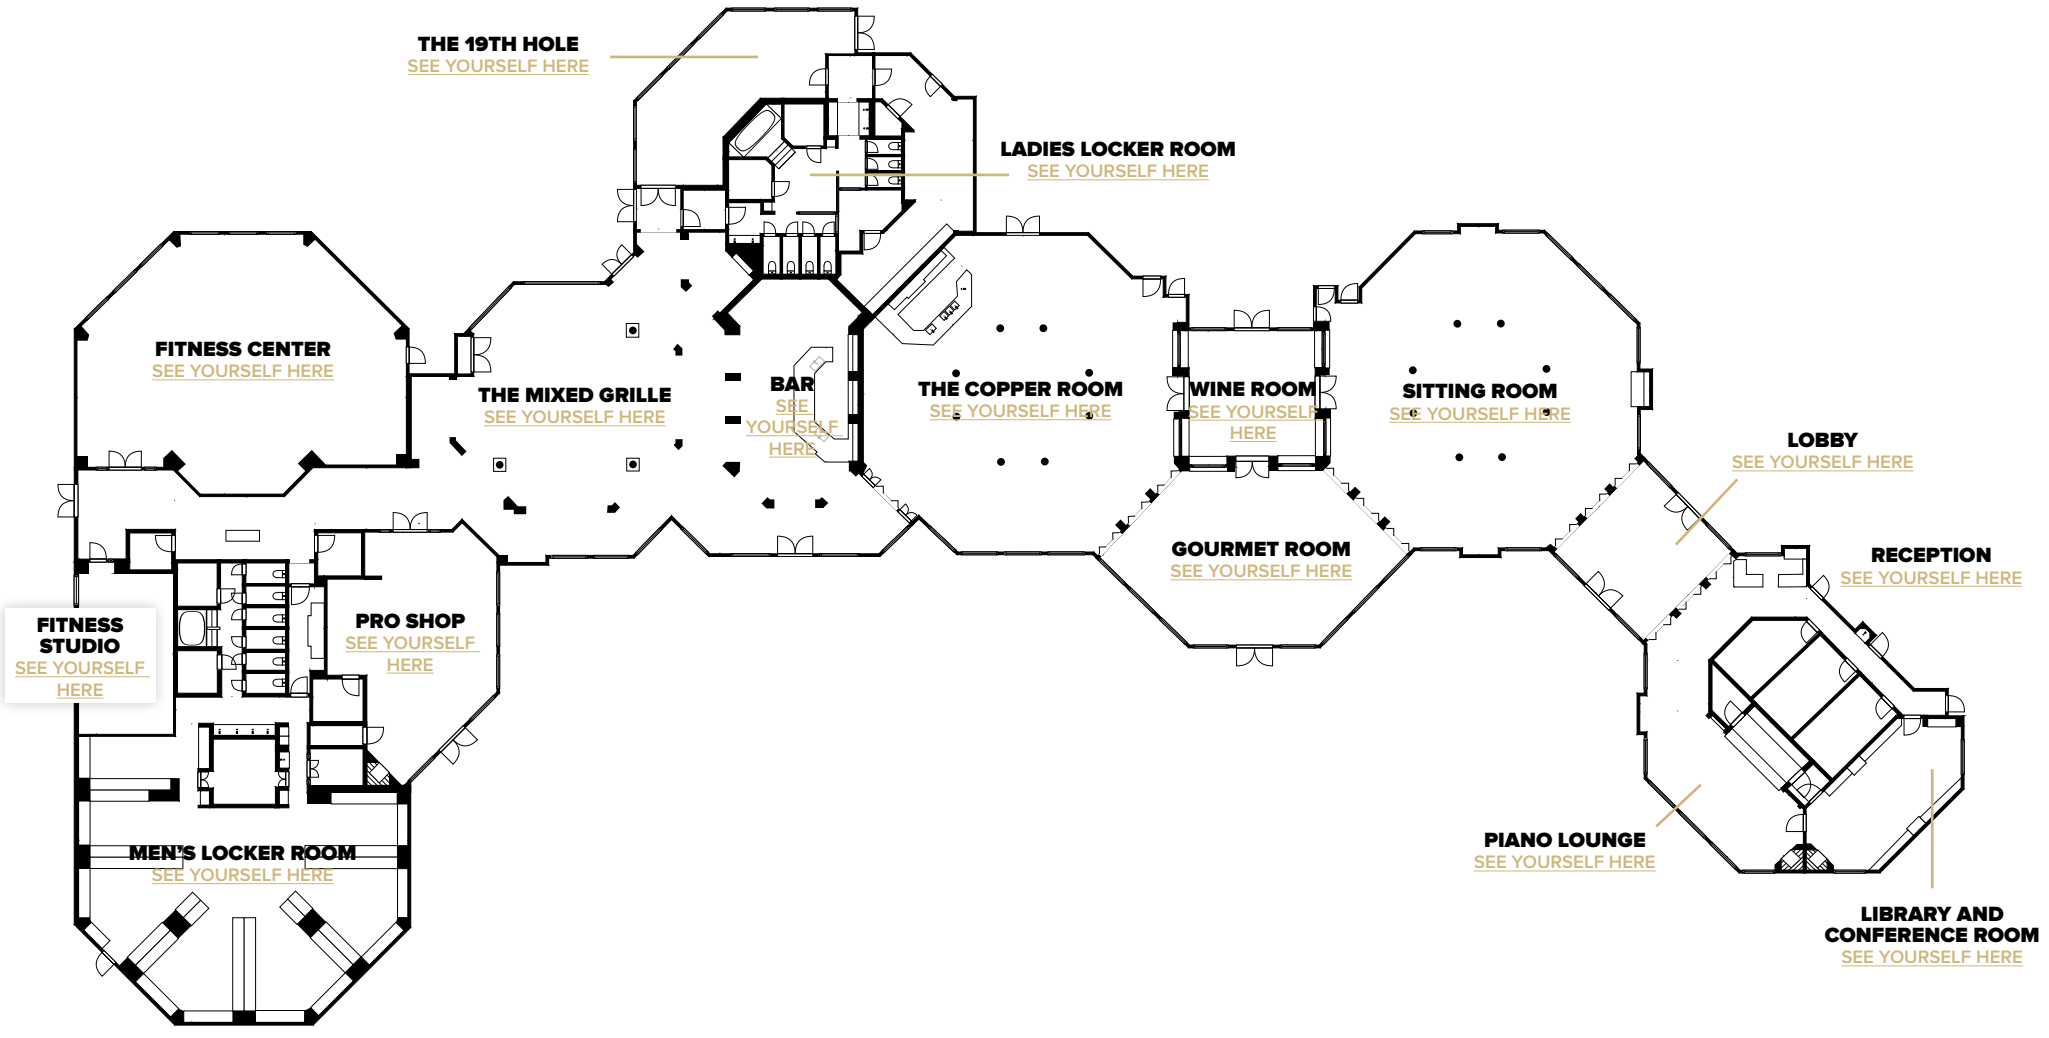 THE 19TH HOLE
SEE YOURSELF HERE
LADIES LOCKER ROOM
SEE YOURSELF HERE
FITNESS CENTER
SEE YOURSELF HERE
THE MIXED GRILLE
SEE YOURSELF HERE
BAR
SEE
YOURSELF
HERE
THE COPPER ROOM
SEE YOURSELF HERE
WINE ROOM
SEE YOURSELF
HERE
SITTING ROOM
SEE YOURSELF HERE
LOBBY
SEE YOURSELF HERE
GOURMET ROOM
SEE YOURSELF HERE
RECEPTION
SEE YOURSELF HERE
FITNESS
STUDIO
SEE YOURSELF
HERE
PRO SHOP
SEE YOURSELF
HERE
MEN'S LOCKER ROOM
SEE YOURSELF HERE
PIANO LOUNGE
SEE YOURSELF HERE
LIBRARY AND
CONFERENCE ROOM
SEE YOURSELF HERE